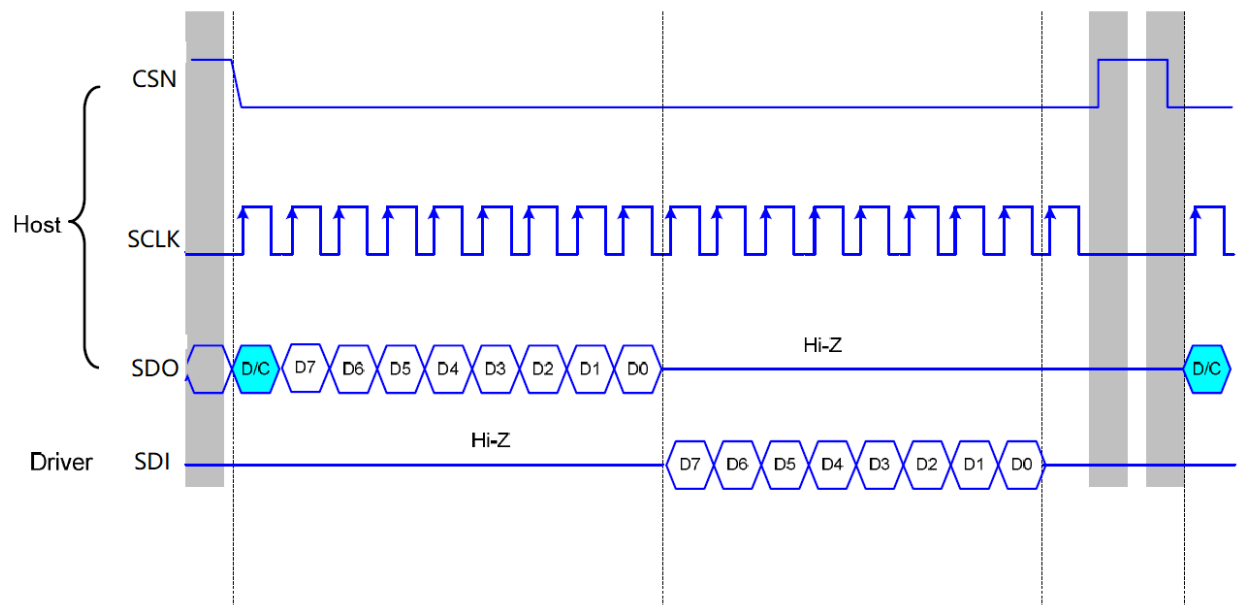 CSN
Host
SCLK
Hi-Z
SDO D/C D7 D6 D5 D4 D3 D2 D1 D0 D/C
Hi-Z
Driver SDI D7 D6 D5 D4 D3 D2 D1 D0